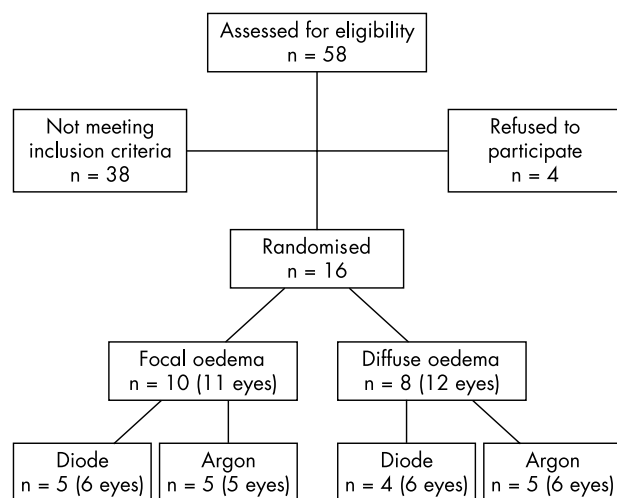 Assessed for eligibility
n = 58
Not meeting
inclusion criteria
n = 38
Refused to
participate
n = 4
Randomised
n = 16
Focal oedema
n = 10 (11 eyes)
Diffuse oedema
n = 8 (12 eyes)
Diode
n = 5 (6 eyes)
Argon
n = 5 (5 eyes)
Diode
n = 4 (6 eyes)
Argon
n = 5 (6 eyes)